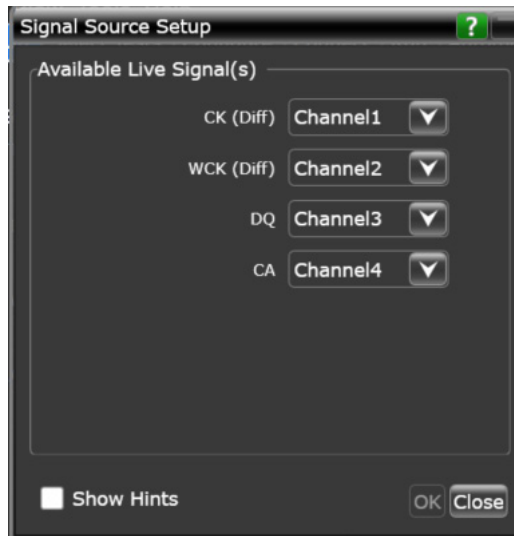 Signal Source Setup
?
Available Live Signal(s)
CK (Diff) Channel1
WCK (Diff) Channel2
DQ Channel3
CA Channel4
Show Hints
OK Close